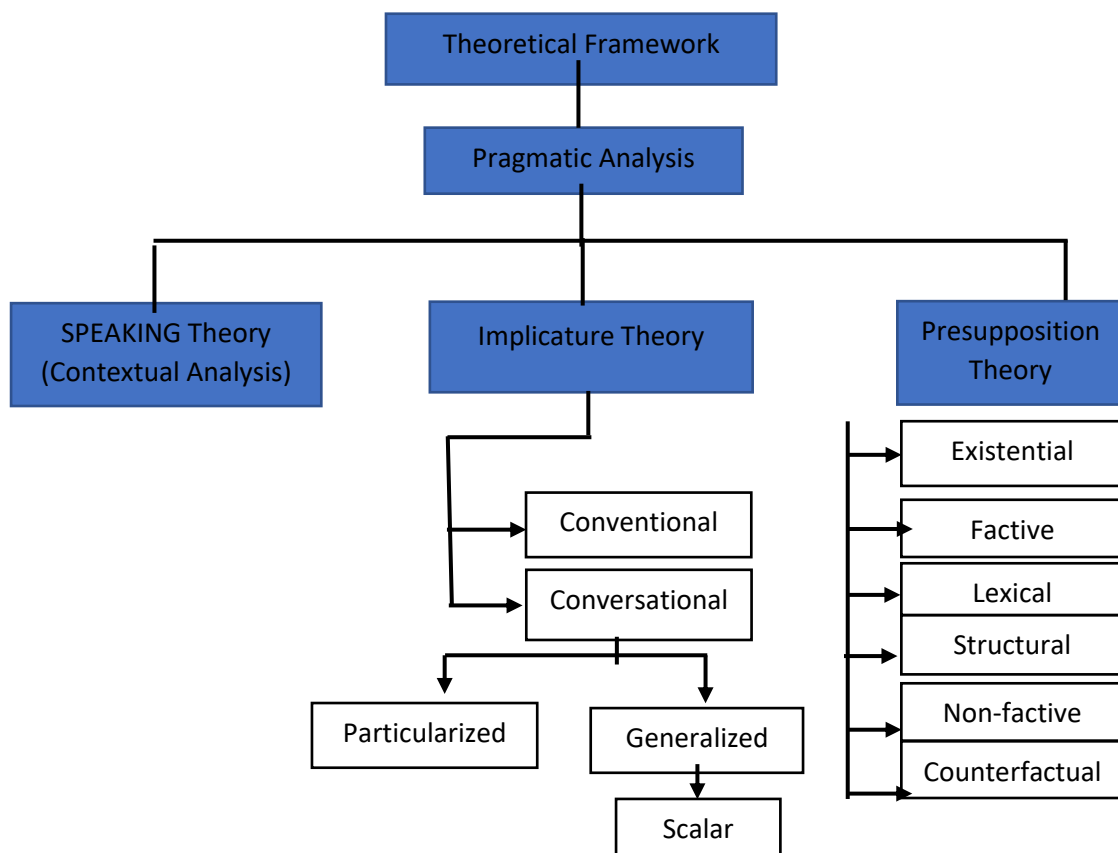 Theoretical Framework
Pragmatic Analysis
SPEAKING Theory
(Contextual Analysis)
Implicature Theory
Presupposition
Theory
Conventional
Conversational
Particularized
Generalized
Scalar
Existential
Factive
Lexical
Structural
Non-factive
Counterfactual